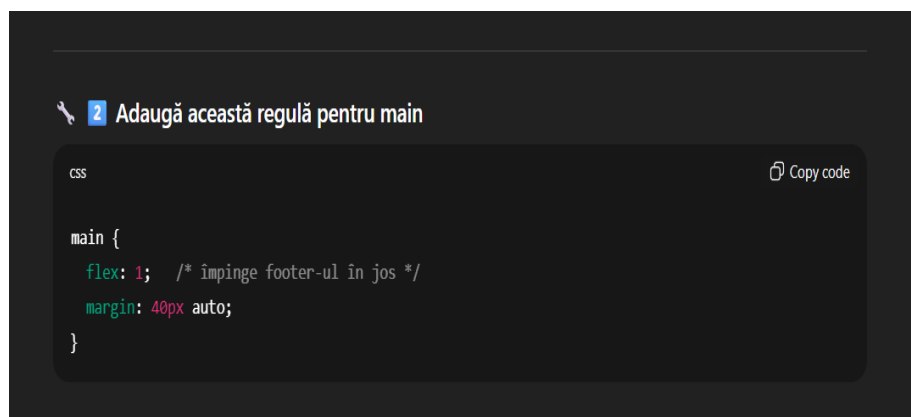 🔧 2️⃣ Adaugă această regulă pentru main
css
Copy code
main {
flex: 1; /* împinge footer-ul în jos */
margin: 40px auto;
}